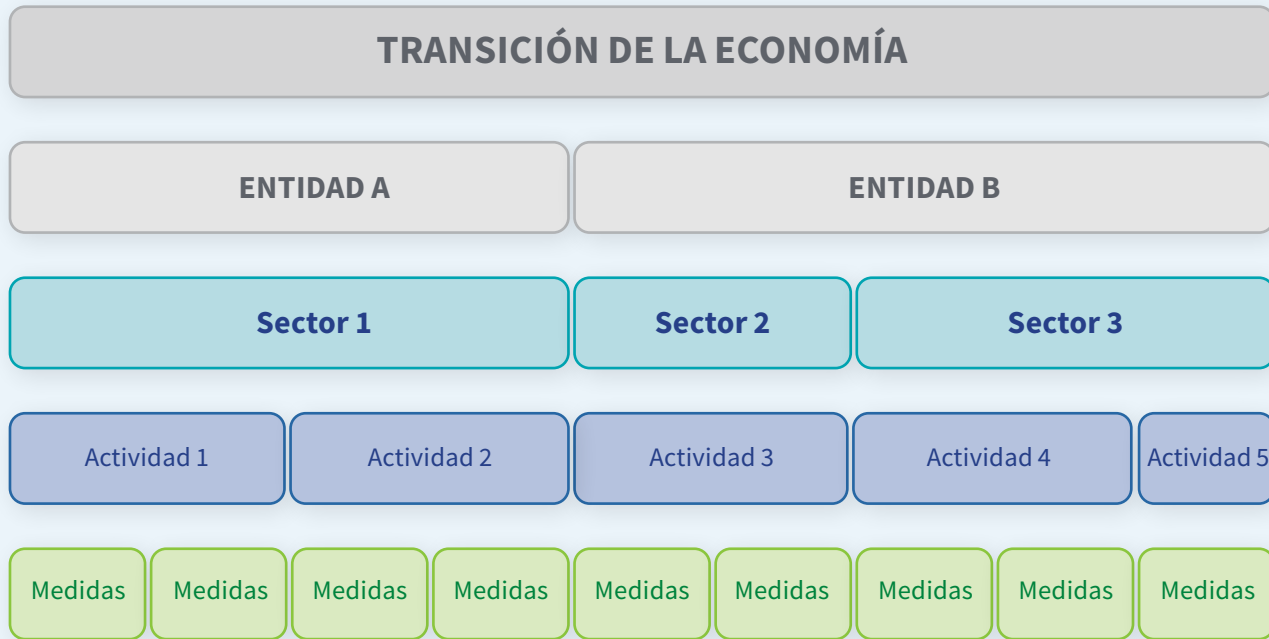 TRANSICIÓN DE LA ECONOMÍA
ENTIDAD A ENTIDAD B
Sector 1 Sector 2 Sector 3
Actividad 1 Actividad 2 Actividad 3 Actividad 4 Actividad 5
Medidas Medidas Medidas Medidas Medidas Medidas Medidas Medidas Medidas